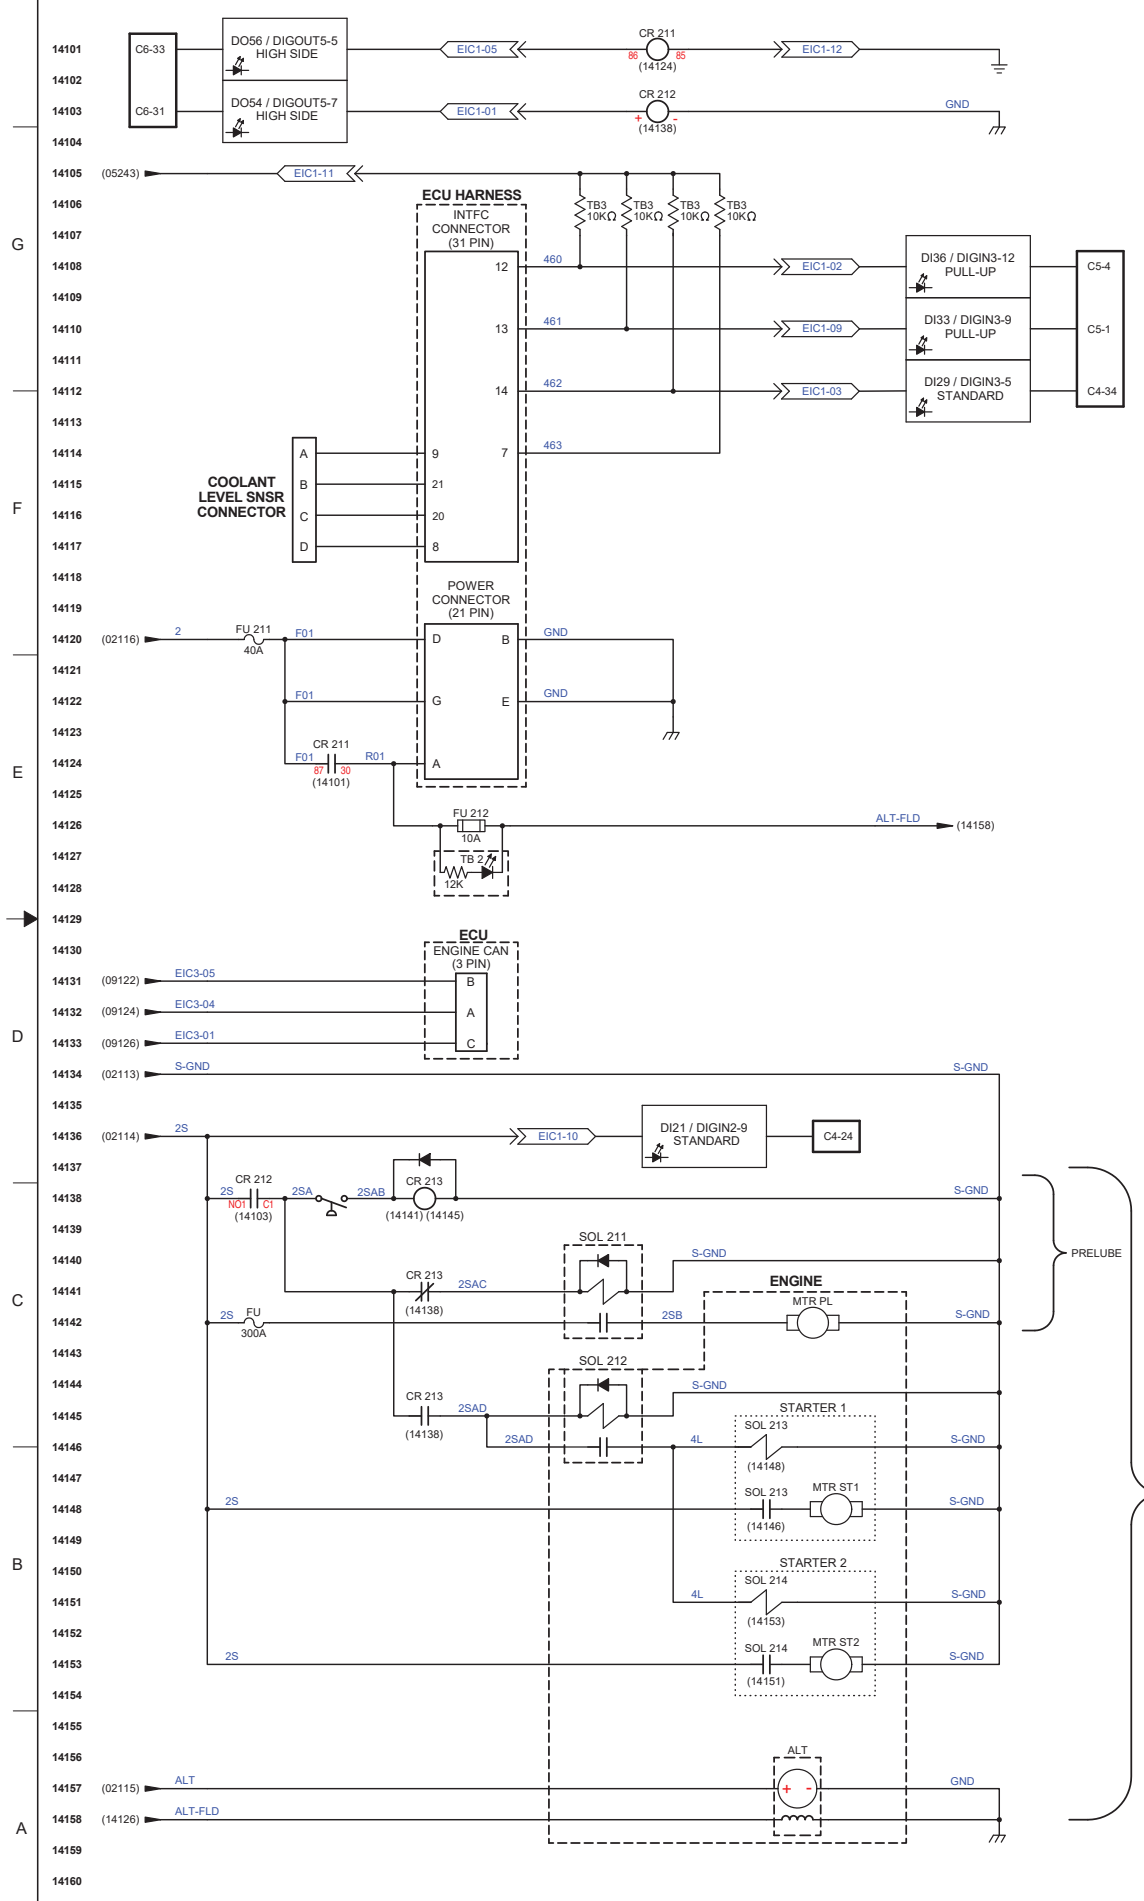 14101 C6-33 DO56 / DIGOUT5-5 EIC1-05 CR 211 EIC1-12
HIGH SIDE 86 85
(14124)
14102
14103 C6-31 DO54 / DIGOUT5-7 EIC1-01 CR 212 GND
HIGH SIDE + -
(14138)
14104
14105 (05243) EIC1-11
ECU HARNESS
14106 INTFC TB3 TB3 TB3 TB3
CONNECTOR 10KΩ 10KΩ 10KΩ 10KΩ
G 14107 (31 PIN)
14108 12 460 EIC1-02 DI36 / DIGIN3-12 C5-4
PULL-UP
14109
14110 13 461 EIC1-09 DI33 / DIGIN3-9 C5-1
PULL-UP
14111
14112 14 462 EIC1-03 DI29 / DIGIN3-5 C4-34
STANDARD
14113
14114 A 9 7 463
14115 COOLANT B 21
LEVEL SNSR
F 14116 CONNECTOR C 20
14117 D 8
14118
POWER
14119 CONNECTOR
(21 PIN)
14120 (02116) 2 FU 211 F01 D B GND
40A
14121
14122 F01 G E GND
14123
CR 211
E 14124 F01 R01 A
87 30
(14101)
14125
14126 FU 212 ALT-FLD (14158)
10A
14127 TB 2
14128 12K
14129
ECU
14130 ENGINE CAN
(3 PIN)
14131 (09122) EIC3-05 B
14132 (09124) EIC3-04 A
D 14133 (09126) EIC3-01 C
14134 (02113) S-GND S-GND
14135
14136 (02114) 2S EIC1-10 DI21 / DIGIN2-9 C4-24
STANDARD
14137
CR 212 CR 213
14138 2S 2SA 2SAB S-GND
NO1 C1
(14103) (14141) (14145)
14139
SOL 211
14140 S-GND PRELUBE
CR 213 ENGINE
C 14141 2SAC
(14138) MTR PL
14142 2S FU 2SB S-GND
300A
14143
SOL 212
14144 S-GND
CR 213
14145 2SAD STARTER 1
(14138) SOL 213
14146 2SAD 4L S-GND
(14148)
14147
SOL 213 MTR ST1
14148 2S S-GND
(14146)
14149
B 14150 STARTER 2
SOL 214
14151 4L S-GND
(14153)
14152
SOL 214 MTR ST2
14153 2S S-GND
(14151)
14154
14155
14156 ALT
14157 (02115) ALT + - GND
A 14158 (14126) ALT-FLD
14159
14160